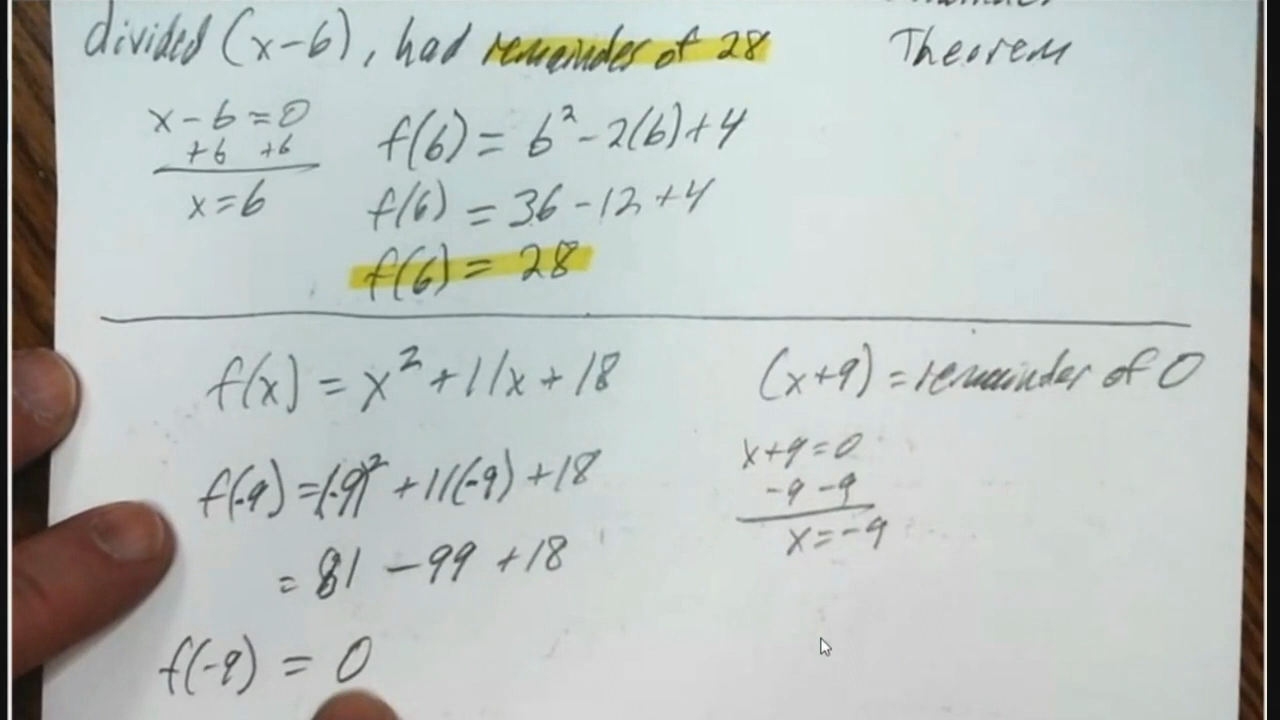 divided (x-6), had remainder of 28
Theorem
x-6=0
+6 +6
x=6
f(6) = 6² - 2(6) + 4
f(6) = 36 - 12 + 4
f(6) = 28
f(x) = x² + 11x + 18
(x+9) = remainder of 0
f(-9) = (-9)² + 11(-9) + 18
= 81 - 99 + 18
f(-9) = 0
x+9=0
-9 -9
x=-9